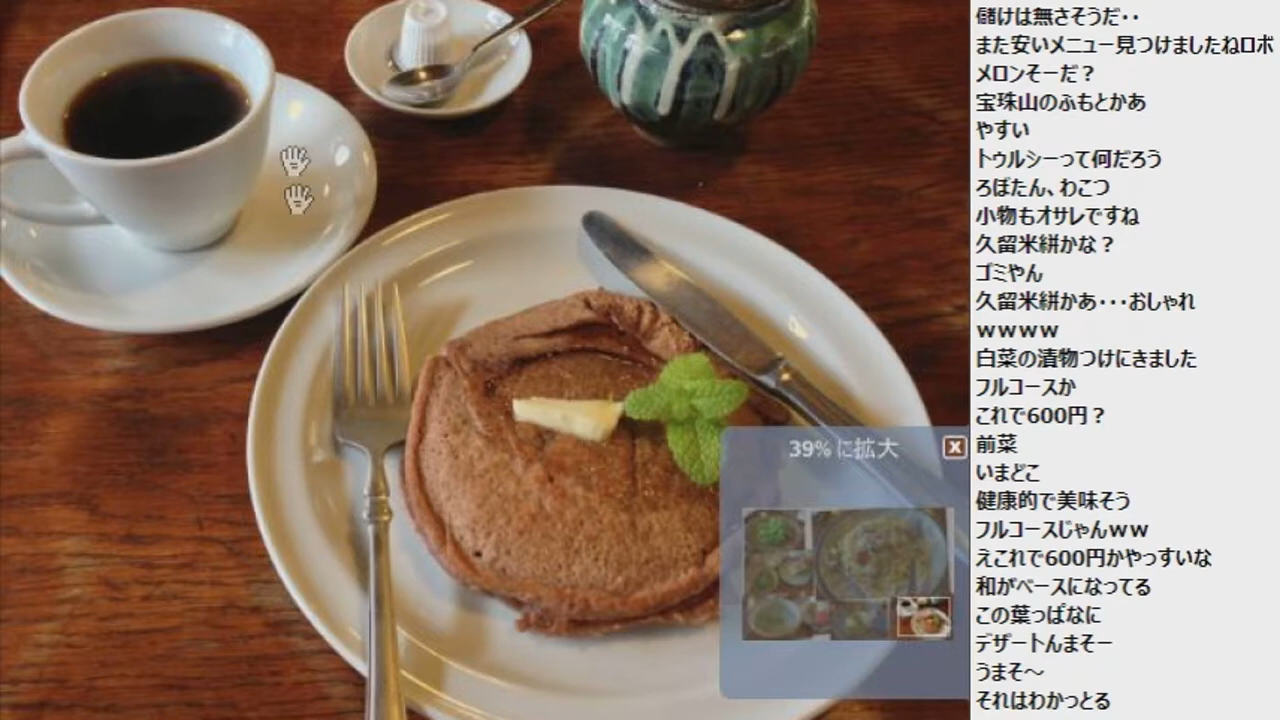 39% に拡大
儲けは無さそうだ・・
また安いメニュー見つけましたねロボ
メロンそーだ？
宝珠山のふもとかあ
やすい
トゥルシーって何だろう
ろぼたん、わこつ
小物もオサレですね
久留米絣かな？
ゴミやん
久留米絣かあ・・・おしゃれ
ｗｗｗｗ
白菜の漬物つけにきました
フルコースか
これで600円？
前菜
いまどこ
健康的で美味そう
フルコースじゃんｗｗ
えこれで600円かやっすいな
和がベースになってる
この葉っぱなに
デザートんまそー
うまそ～
それはわかっとる